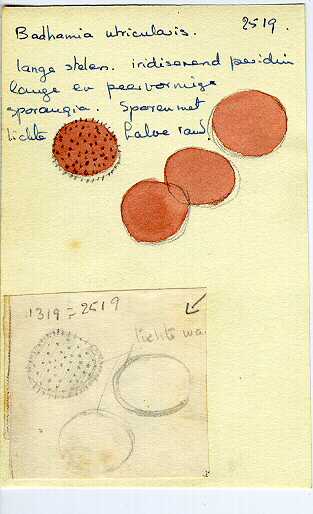 Badhamia utricularis. 2519.
lange stelen. iridiserend peridium
lange en peervormige
sporangia. Sporen met
lichte halve rand!
1319 = 2519
lichte wa